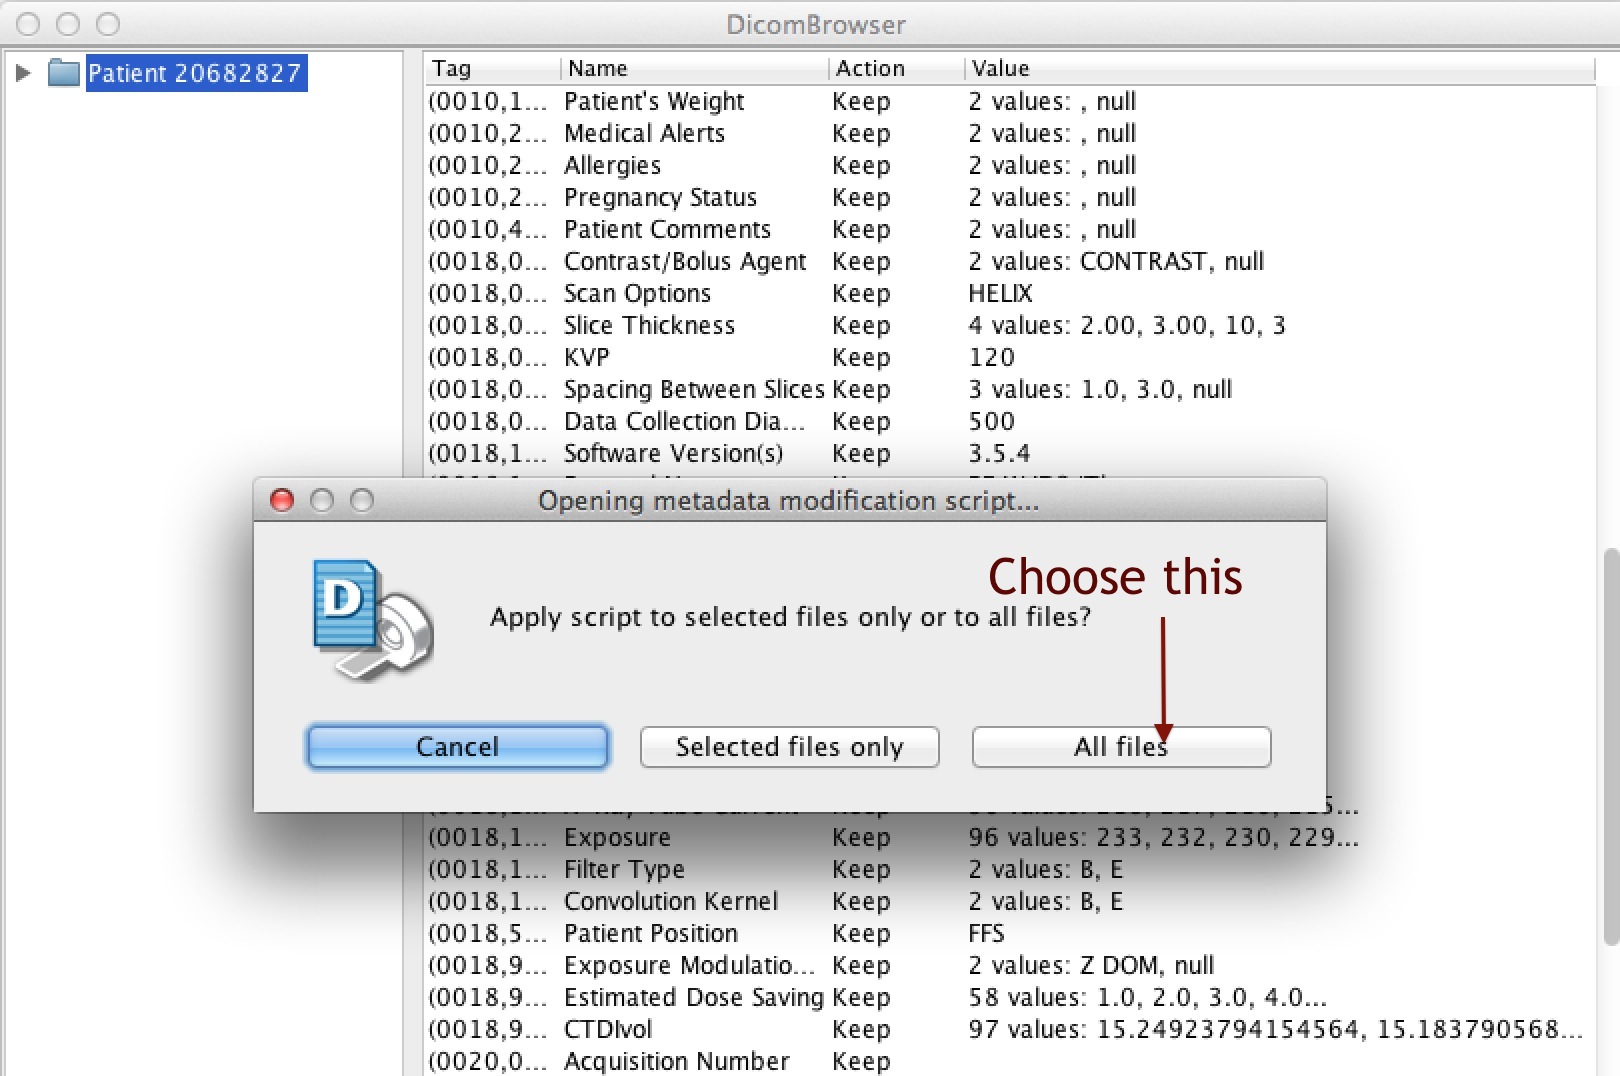 DicomBrowser
Patient 20682827
Tag Name Action Value
(0010,1... Patient's Weight Keep 2 values: , null
(0010,2... Medical Alerts Keep 2 values: , null
(0010,2... Allergies Keep 2 values: , null
(0010,2... Pregnancy Status Keep 2 values: , null
(0010,4... Patient Comments Keep 2 values: , null
(0018,0... Contrast/Bolus Agent Keep 2 values: CONTRAST, null
(0018,0... Scan Options Keep HELIX
(0018,0... Slice Thickness Keep 4 values: 2.00, 3.00, 10, 3
(0018,0... KVP Keep 120
(0018,0... Spacing Between Slices Keep 3 values: 1.0, 3.0, null
(0018,0... Data Collection Dia... Keep 500
(0018,1... Software Version(s) Keep 3.5.4
Opening metadata modification script...
Choose this
D
Apply script to selected files only or to all files?
Cancel Selected files only All files
(0018,1... Exposure Keep 96 values: 233, 232, 230, 229...
(0018,1... Filter Type Keep 2 values: B, E
(0018,1... Convolution Kernel Keep 2 values: B, E
(0018,5... Patient Position Keep FFS
(0018,9... Exposure Modulatio... Keep 2 values: Z DOM, null
(0018,9... Estimated Dose Saving Keep 58 values: 1.0, 2.0, 3.0, 4.0...
(0018,9... CTDIvol Keep 97 values: 15.24923794154564, 15.183790568...
(0020,0... Acquisition Number Keep